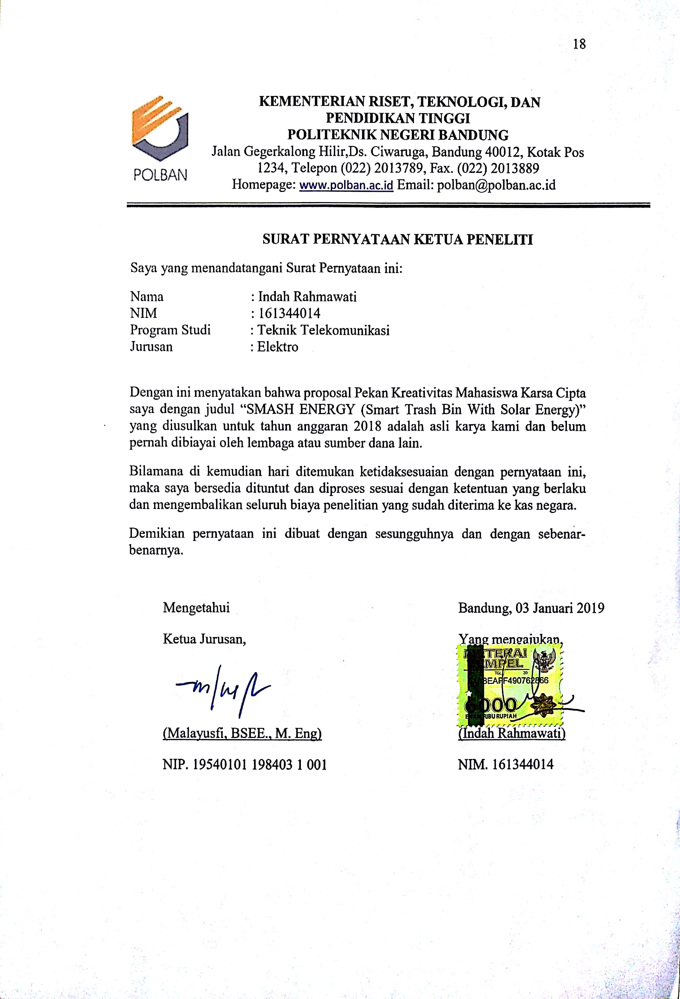 18
KEMENTERIAN RISET, TEKNOLOGI, DAN
PENDIDIKAN TINGGI
POLITEKNIK NEGERI BANDUNG
Jalan Gegerkalong Hilir,Ds. Ciwaruga, Bandung 40012, Kotak Pos
1234, Telepon (022) 2013789, Fax. (022) 2013889
Homepage: www.polban.ac.id Email: polban@polban.ac.id
POLBAN
SURAT PERNYATAAN KETUA PENELITI
Saya yang menandatangani Surat Pernyataan ini:
Nama : Indah Rahmawati
NIM : 161344014
Program Studi : Teknik Telekomunikasi
Jurusan : Elektro
Dengan ini menyatakan bahwa proposal Pekan Kreativitas Mahasiswa Karsa Cipta
saya dengan judul “SMASH ENERGY (Smart Trash Bin With Solar Energy)”
yang diusulkan untuk tahun anggaran 2018 adalah asli karya kami dan belum
pernah dibiayai oleh lembaga atau sumber dana lain.
Bilamana di kemudian hari ditemukan ketidaksesuaian dengan pernyataan ini,
maka saya bersedia dituntut dan diproses sesuai dengan ketentuan yang berlaku
dan mengembalikan seluruh biaya penelitian yang sudah diterima ke kas negara.
Demikian pernyataan ini dibuat dengan sesungguhnya dan dengan sebenar-
benarnya.
Mengetahui
Ketua Jurusan,
(Malayusfi, BSEE., M. Eng)
NIP. 19540101 198403 1 001
Bandung, 03 Januari 2019
Yang mengajukan,
TERAI
MPEL
TGL 20
6000
RIBU RUPIAH
(Indah Rahmawati)
NIM. 161344014